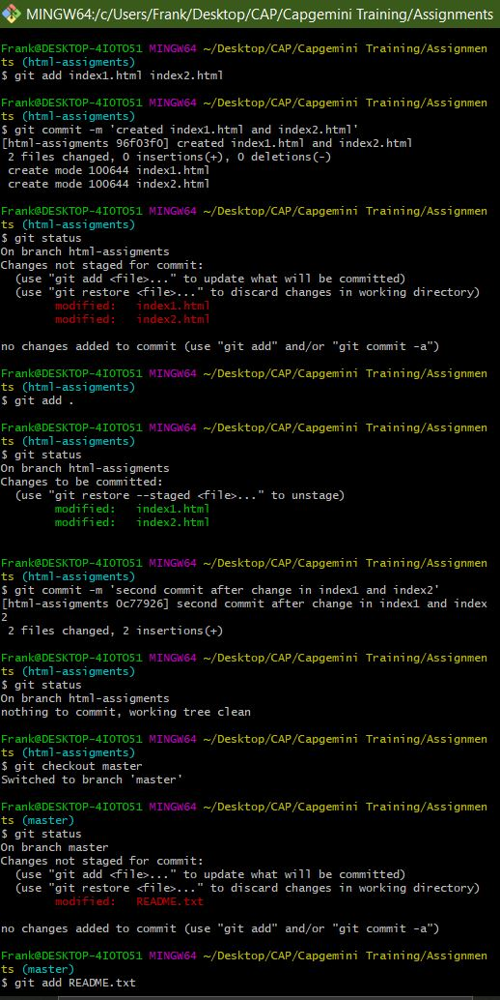 MINGW64:/c/Users/Frank/Desktop/CAP/Capgemini Training/Assignments
Frank@DESKTOP-4IOTO51 MINGW64 ~/Desktop/CAP/Capgemini Training/Assignmen
ts (html-assigments)
$ git add index1.html index2.html
Frank@DESKTOP-4IOTO51 MINGW64 ~/Desktop/CAP/Capgemini Training/Assignmen
ts (html-assigments)
$ git commit -m 'created index1.html and index2.html'
[html-assigments 96f03f0] created index1.html and index2.html
 2 files changed, 0 insertions(+), 0 deletions(-)
 create mode 100644 index1.html
 create mode 100644 index2.html
Frank@DESKTOP-4IOTO51 MINGW64 ~/Desktop/CAP/Capgemini Training/Assignmen
ts (html-assigments)
$ git status
On branch html-assigments
Changes not staged for commit:
  (use "git add <file>..." to update what will be committed)
  (use "git restore <file>..." to discard changes in working directory)
        modified:   index1.html
        modified:   index2.html
no changes added to commit (use "git add" and/or "git commit -a")
Frank@DESKTOP-4IOTO51 MINGW64 ~/Desktop/CAP/Capgemini Training/Assignmen
ts (html-assigments)
$ git add .
Frank@DESKTOP-4IOTO51 MINGW64 ~/Desktop/CAP/Capgemini Training/Assignmen
ts (html-assigments)
$ git status
On branch html-assigments
Changes to be committed:
  (use "git restore --staged <file>..." to unstage)
        modified:   index1.html
        modified:   index2.html
Frank@DESKTOP-4IOTO51 MINGW64 ~/Desktop/CAP/Capgemini Training/Assignmen
ts (html-assigments)
$ git commit -m 'second commit after change in index1 and index2'
[html-assigments 0c77926] second commit after change in index1 and index
2
 2 files changed, 2 insertions(+)
Frank@DESKTOP-4IOTO51 MINGW64 ~/Desktop/CAP/Capgemini Training/Assignmen
ts (html-assigments)
$ git status
On branch html-assigments
nothing to commit, working tree clean
Frank@DESKTOP-4IOTO51 MINGW64 ~/Desktop/CAP/Capgemini Training/Assignmen
ts (html-assigments)
$ git checkout master
Switched to branch 'master'
Frank@DESKTOP-4IOTO51 MINGW64 ~/Desktop/CAP/Capgemini Training/Assignmen
ts (master)
$ git status
On branch master
Changes not staged for commit:
  (use "git add <file>..." to update what will be committed)
  (use "git restore <file>..." to discard changes in working directory)
        modified:   README.txt
no changes added to commit (use "git add" and/or "git commit -a")
Frank@DESKTOP-4IOTO51 MINGW64 ~/Desktop/CAP/Capgemini Training/Assignmen
ts (master)
$ git add README.txt